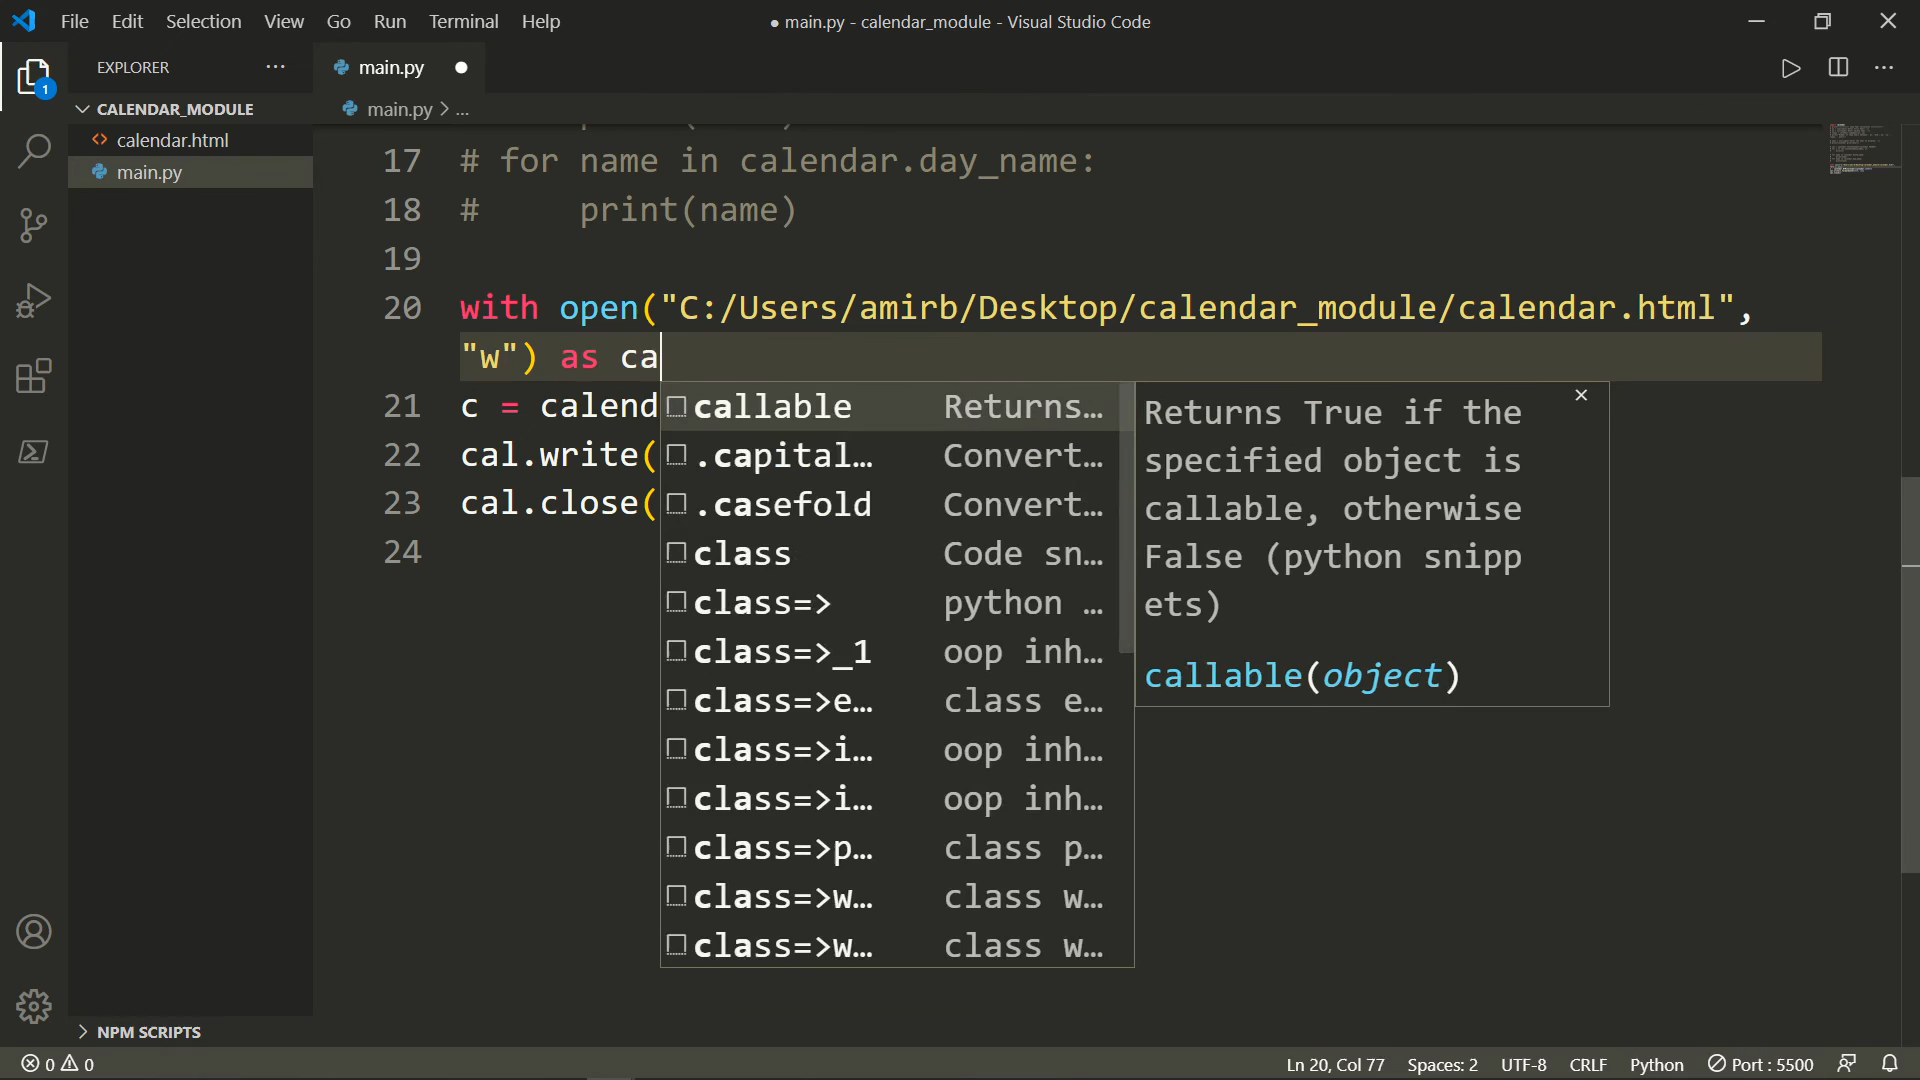 File Edit Selection View Go Run Terminal Help
● main.py - calendar_module - Visual Studio Code
EXPLORER
main.py
CALENDAR_MODULE
main.py > ...
calendar.html
main.py
1
17 # for name in calendar.day_name:
18 # print(name)
19
20 with open("C:/Users/amirb/Desktop/calendar_module/calendar.html",
"w") as ca
21 c = calend
22 cal.write(
23 cal.close(
24
callable Returns…
.capital… Convert…
.casefold Convert…
class Code sn…
class=> python …
class=>_1 oop inh…
class=>e… class e…
class=>i… oop inh…
class=>i… oop inh…
class=>p… class p…
class=>w… class w…
class=>w… class w…
Returns True if the
specified object is
callable, otherwise
False (python snipp
ets)
callable(object)
NPM SCRIPTS
0 0
Ln 20, Col 77 Spaces: 2 UTF-8 CRLF Python Port : 5500